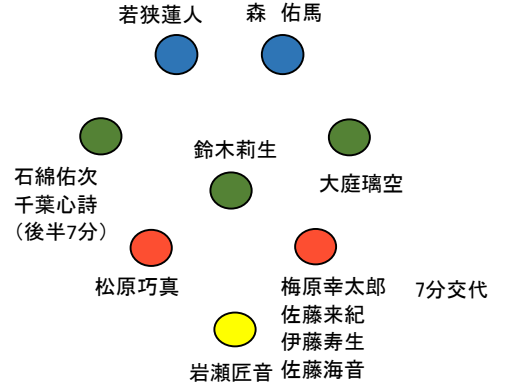 若狭蓮人
森　佑馬
鈴木莉生
石綿佑次
千葉心詩
（後半7分）
大庭璃空
松原巧真
梅原幸太郎
佐藤来紀
伊藤寿生
佐藤海音
7分交代
岩瀬匠音